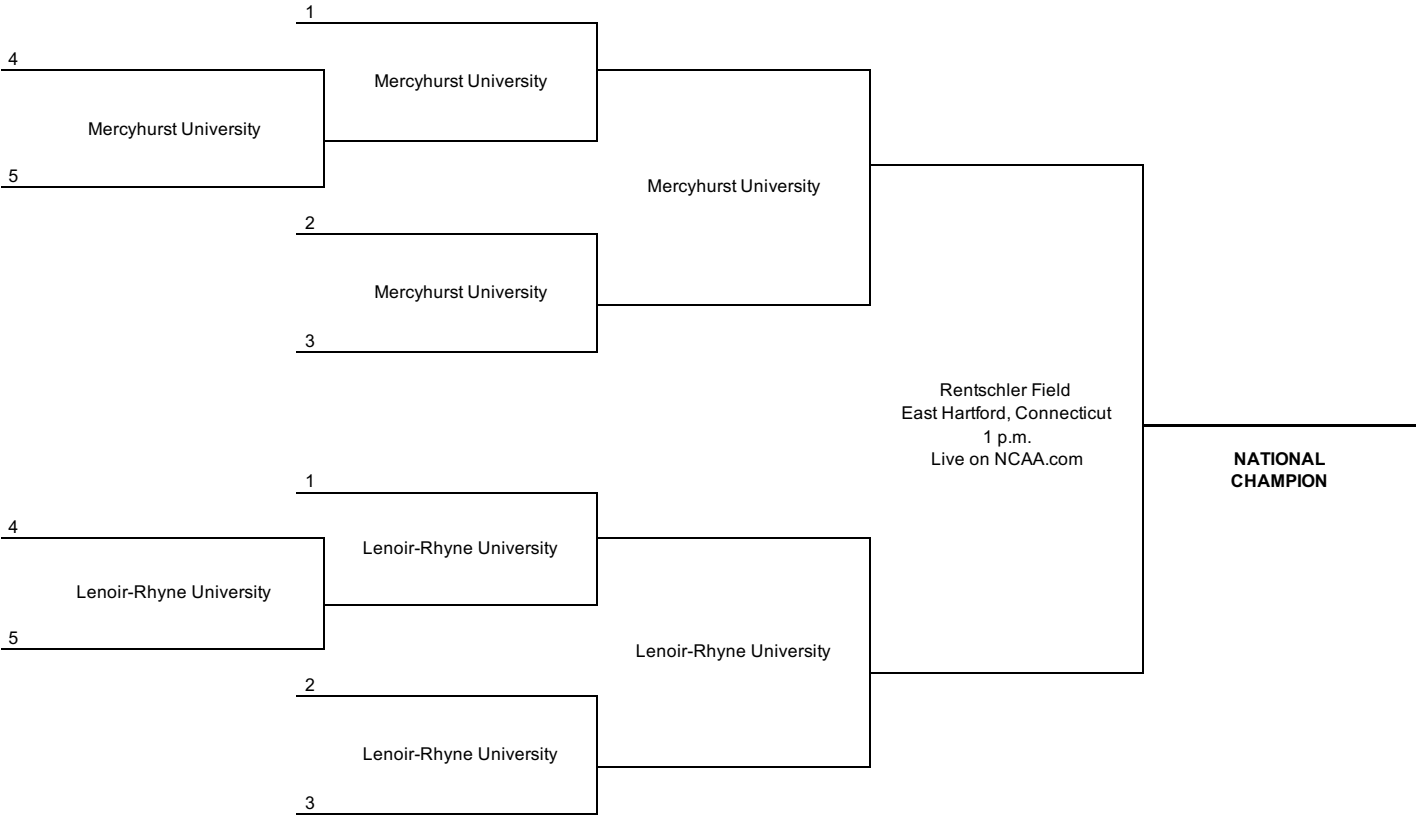 1
4
Mercyhurst University
Mercyhurst University
5
Mercyhurst University
2
Mercyhurst University
3
Rentschler Field
East Hartford, Connecticut
1 p.m.
Live on NCAA.com
NATIONAL
CHAMPION
1
4
Lenoir-Rhyne University
Lenoir-Rhyne University
5
Lenoir-Rhyne University
2
Lenoir-Rhyne University
3